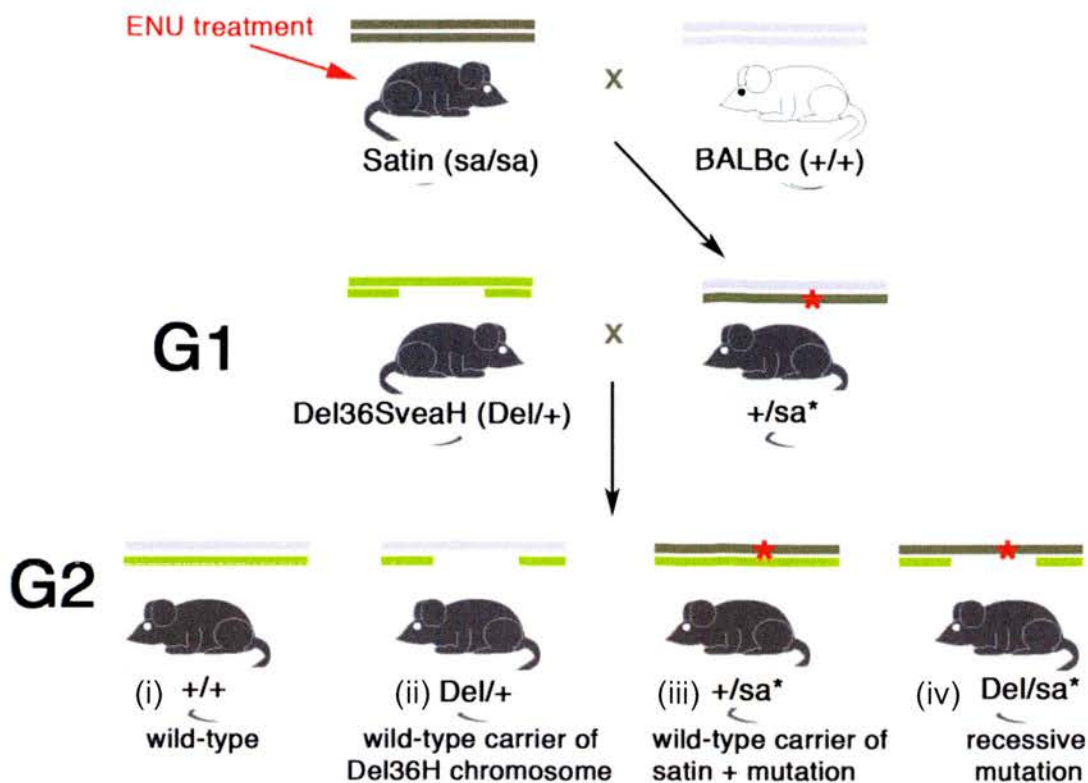 ENU treatment
x
Satin (sa/sa)
BALBc (+/+)
G1
x
Del36SveaH (Del/+)
+/sa*
G2
(i) +/+
wild-type
(ii) Del/+
wild-type carrier of
Del36H chromosome
(iii) +/sa*
wild-type carrier of
satin + mutation
(iv) Del/sa*
recessive
mutation